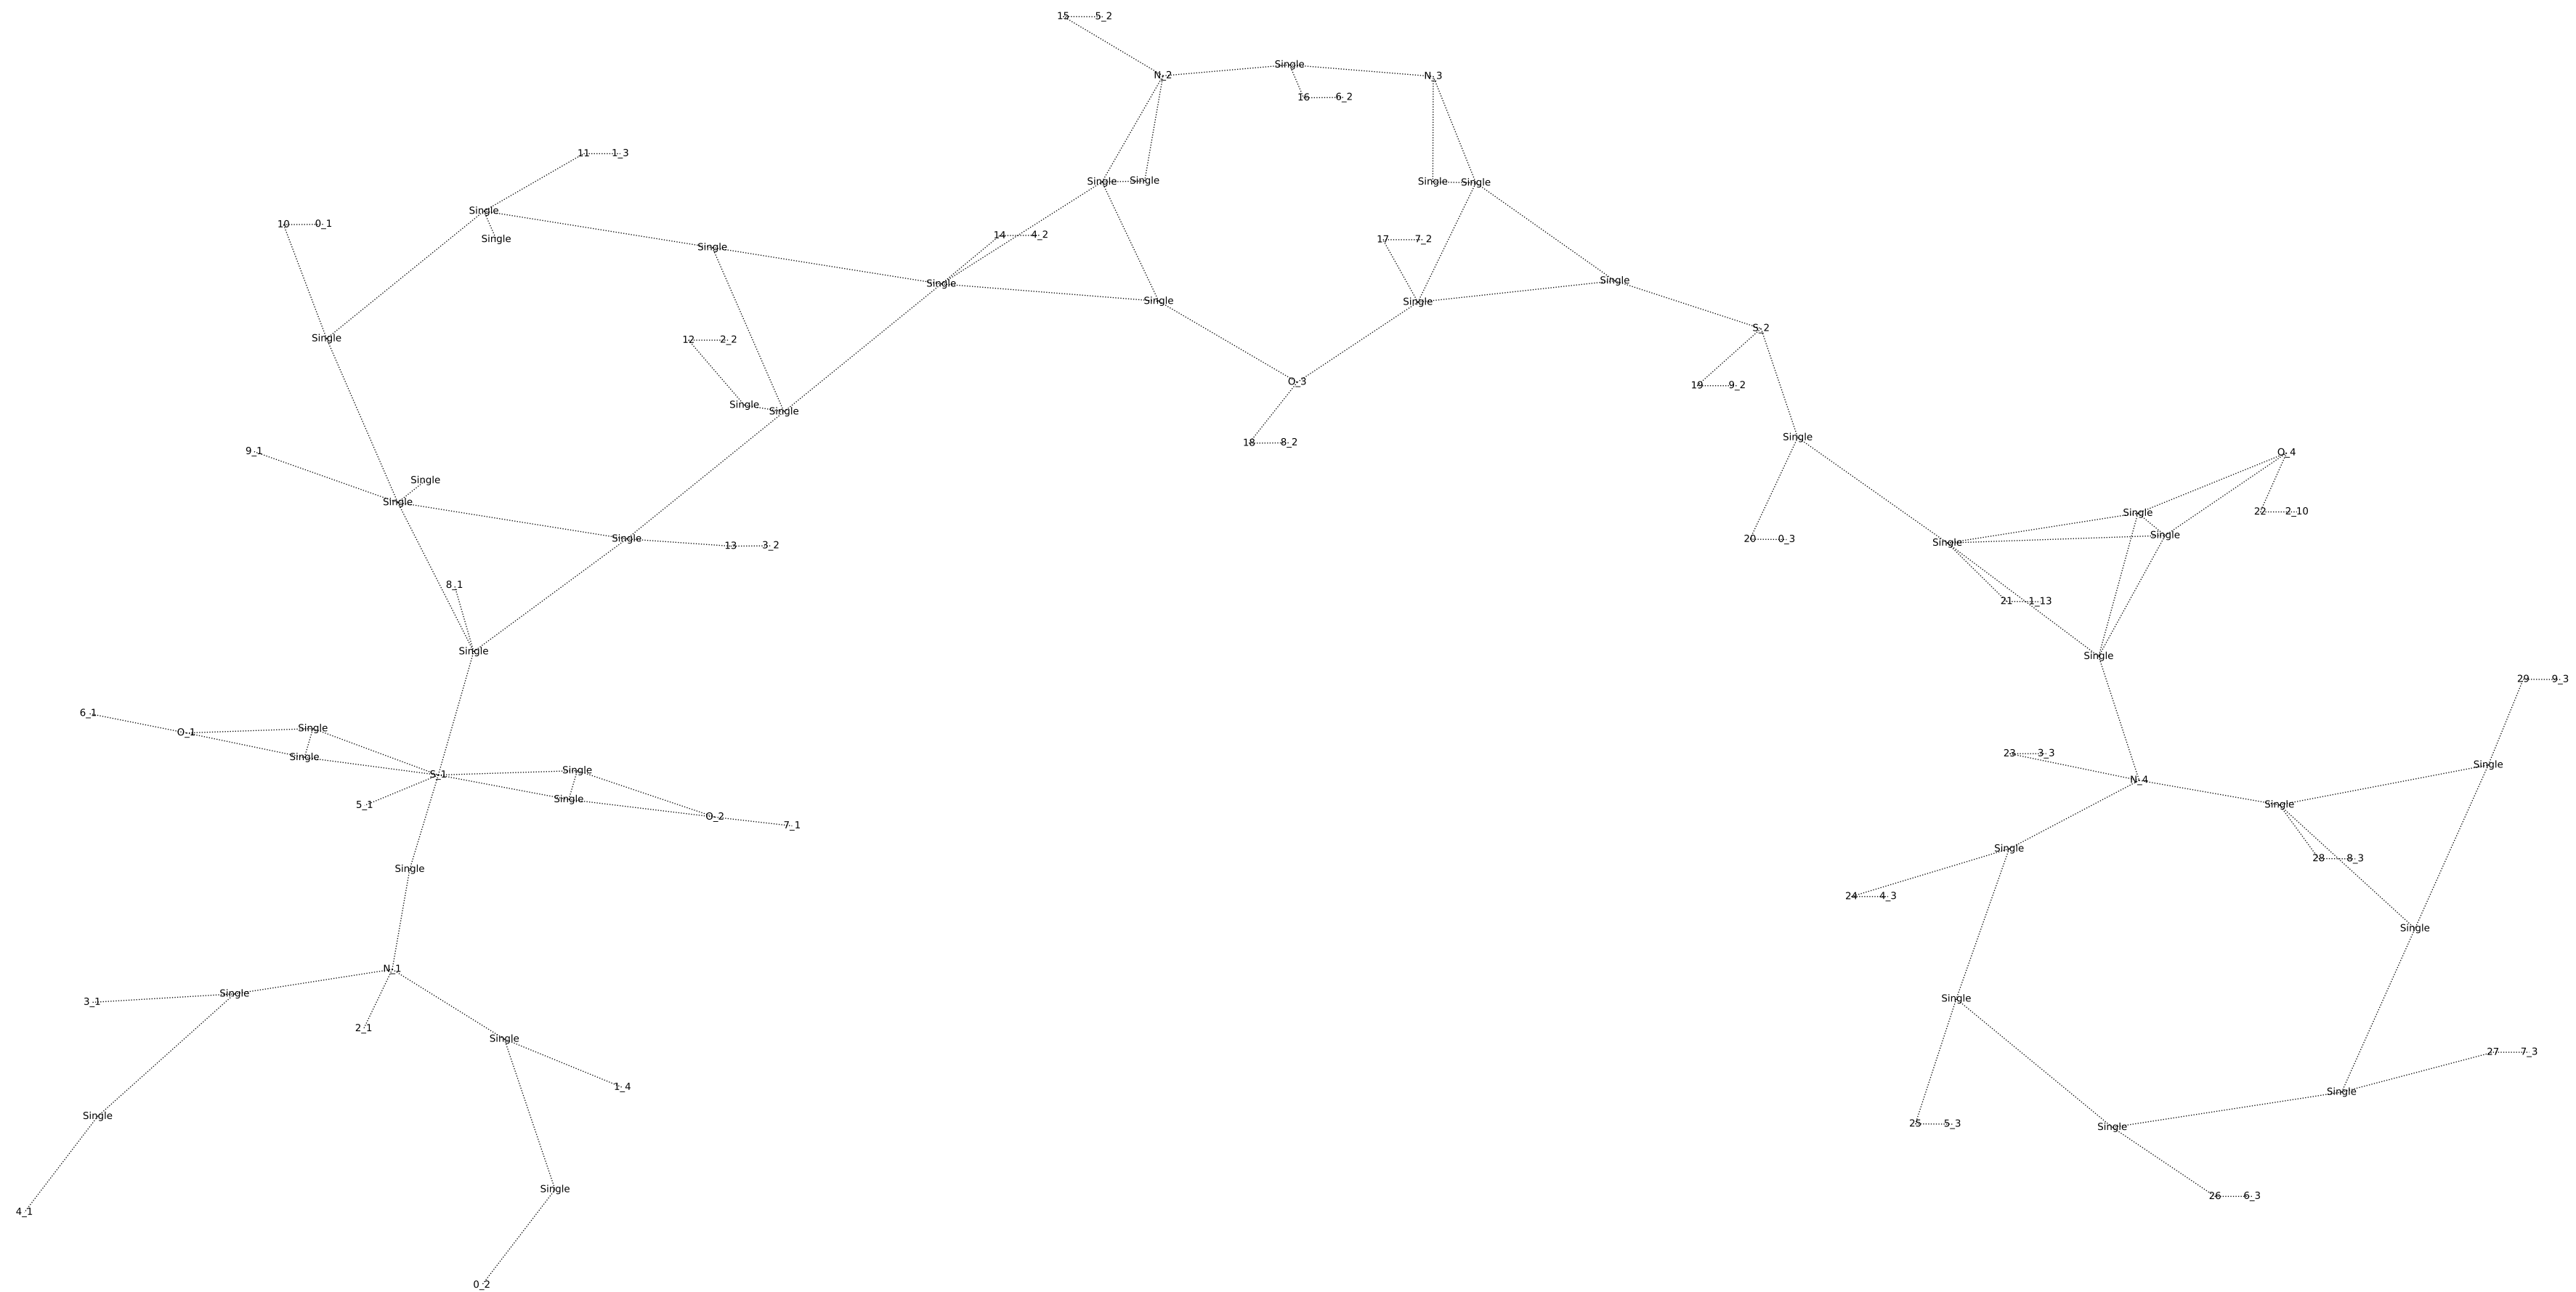 15 5_2
Single
N_2 N_3
16 6_2
11 1_3
Single Single Single Single
Single
10 0_1
14 4_2 17 7_2
Single
Single
Single
Single
Single Single
S_2
Single
12 2_2
O_3
19 9_2
Single
Single
Single
18 8_2
9_1
O_4
Single
SIngle
22 2_10
Single
Single
Single
20 0_3
Single
13 3_2
8_1
21 1_13
Single
Single
29 9_3
6_1
Single
O_1
23 3_3
Single
Single
Single
S_1
N_4
Single
5_1
Single
O_2
7_1
Single
28 8_3
Single
24 4_3
Single
N_1
Single
Single
3_1
2_1
Single
27 7_3
1_4
Single
Single
25 5_3
Single
Single
26 6_3
4_1
0_2